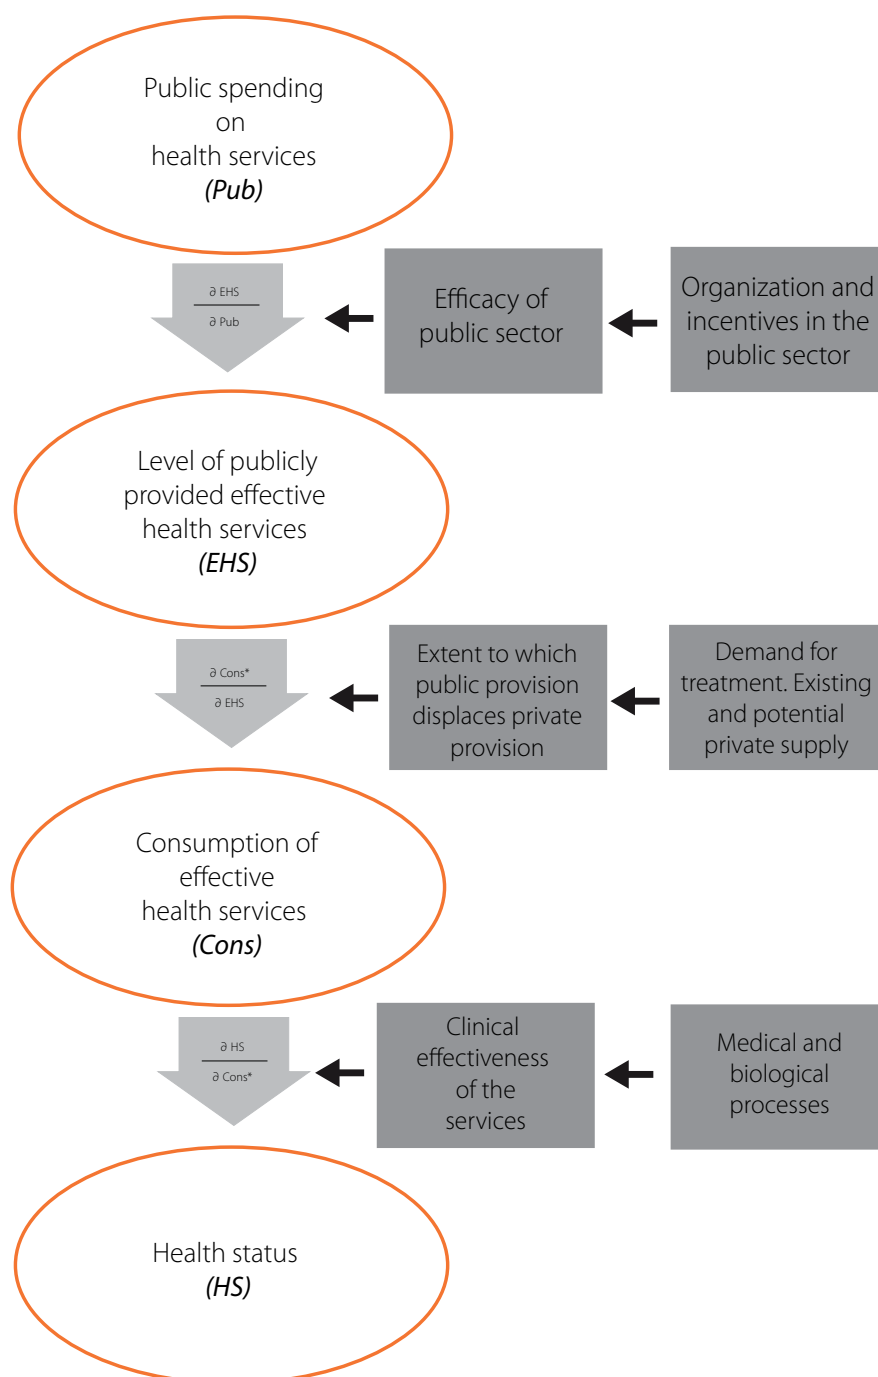 Public spending
on
health services
(Pub)
∂ EHS
∂ Pub
Efficacy of
public sector
Organization and
incentives in the
public sector
Level of publicly
provided effective
health services
(EHS)
∂ Cons*
∂ EHS
Extent to which
public provision
displaces private
provision
Demand for
treatment. Existing
and potential
private supply
Consumption of
effective
health services
(Cons)
∂ HS
∂ Cons*
Clinical
effectiveness
of the
services
Medical and
biological
processes
Health status
(HS)